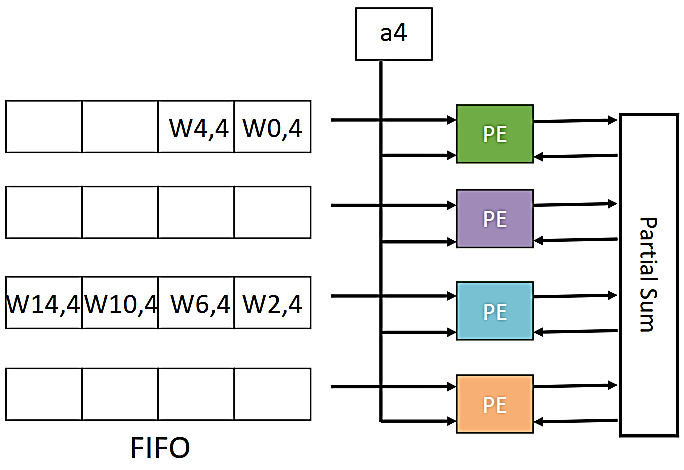 a4
W4,4 W0,4
PE
PE
W14,4 W10,4 W6,4 W2,4
PE
PE
Partial Sum
FIFO